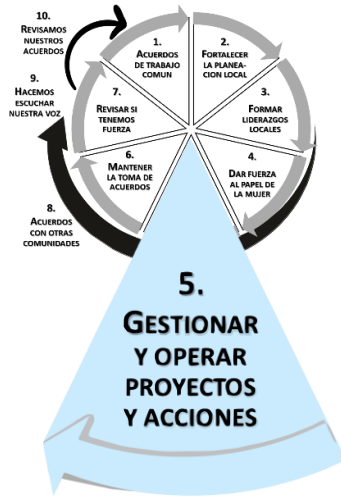 1.
ACUERDOS
DE TRABAJO
COMUN
2.
FORTALECER
LA PLANEA-
CION LOCAL
3.
FORMAR
LIDERAZGOS
LOCALES
4.
DAR FUERZA
AL PAPEL DE
LA MUJER
5.
GESTIONAR
Y OPERAR
PROYECTOS
Y ACCIONES
6.
MANTENER
LA TOMA DE
ACUERDOS
7.
REVISAR SI
TENEMOS
FUERZA
8.
ACUERDOS
CON OTRAS
COMUNIDADES
9.
HACEMOS
ESCUCHAR
NUESTRA VOZ
10.
REVISAMOS
NUESTROS
ACUERDOS